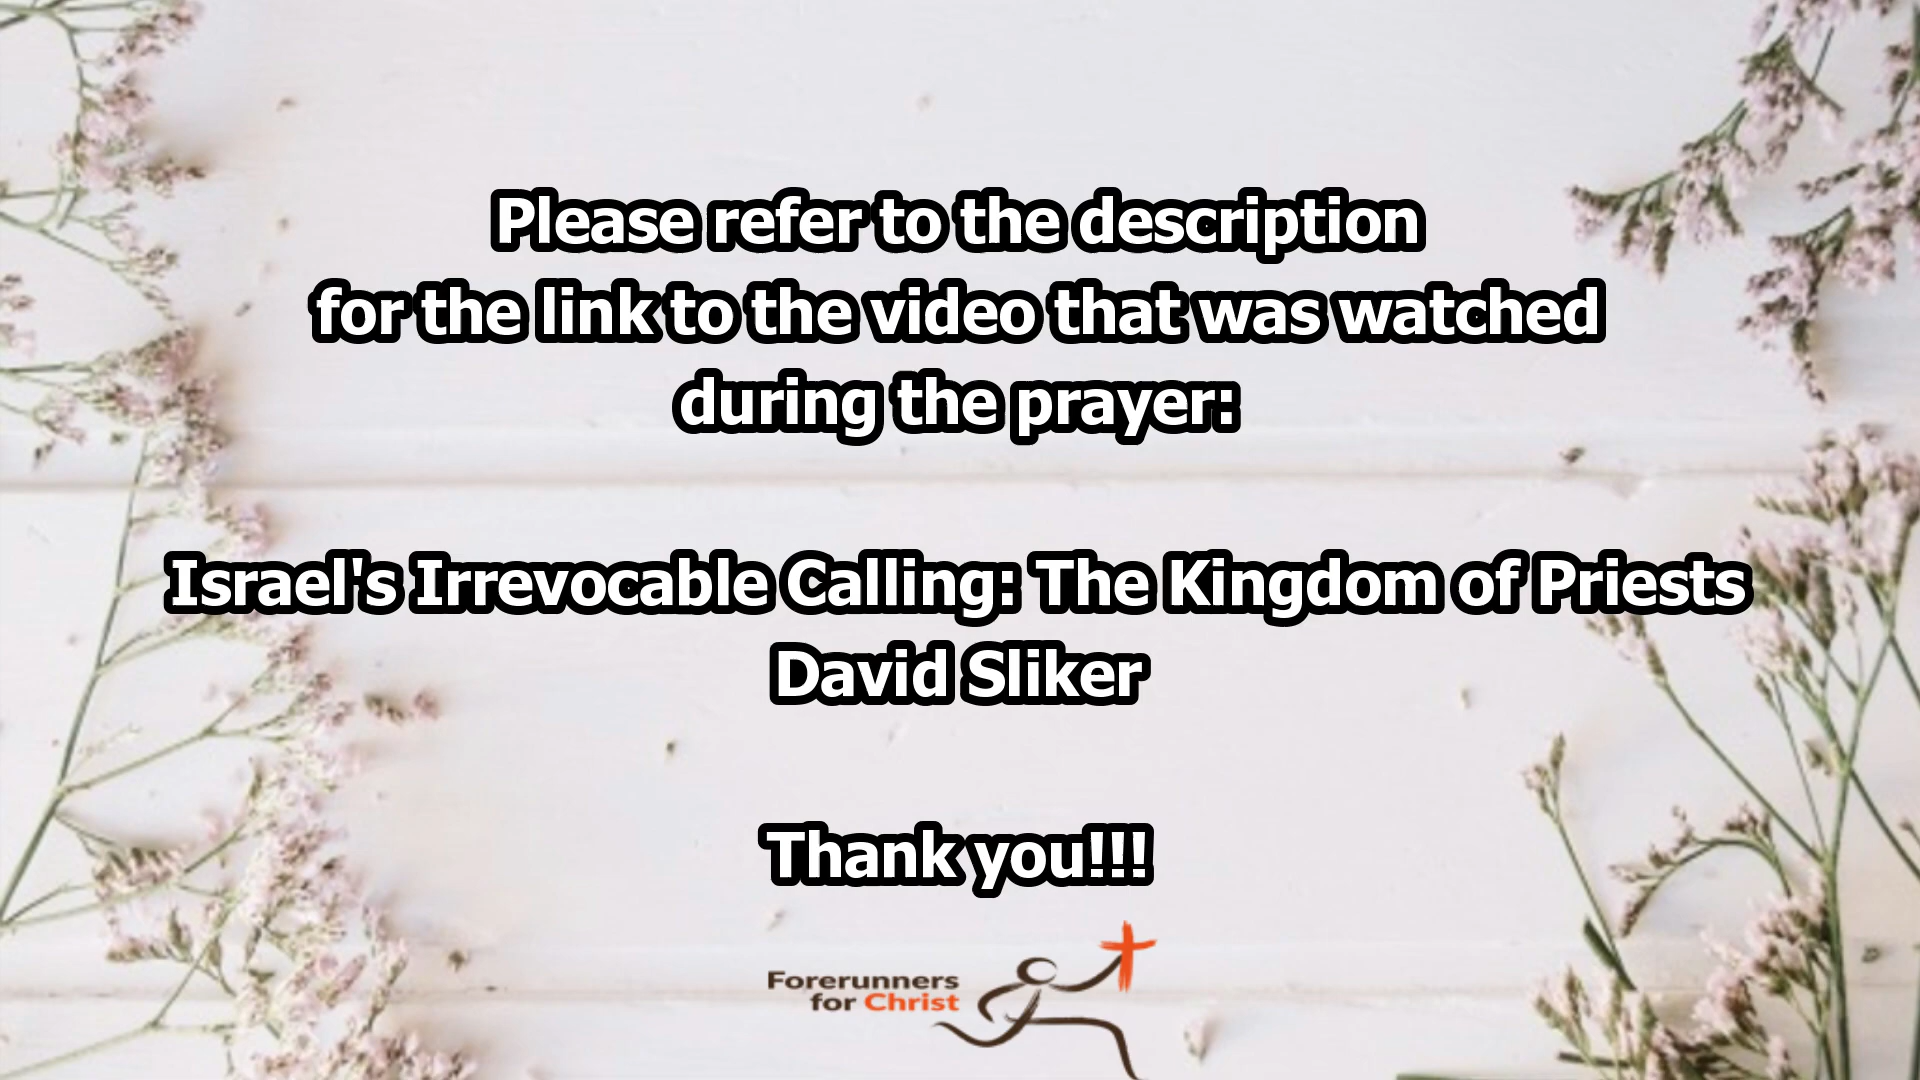 Please refer to the description
for the link to the video that was watched
during the prayer:
Israel's Irrevocable Calling: The Kingdom of Priests
David Sliker
Thank you!!!
Forerunners
for Christ